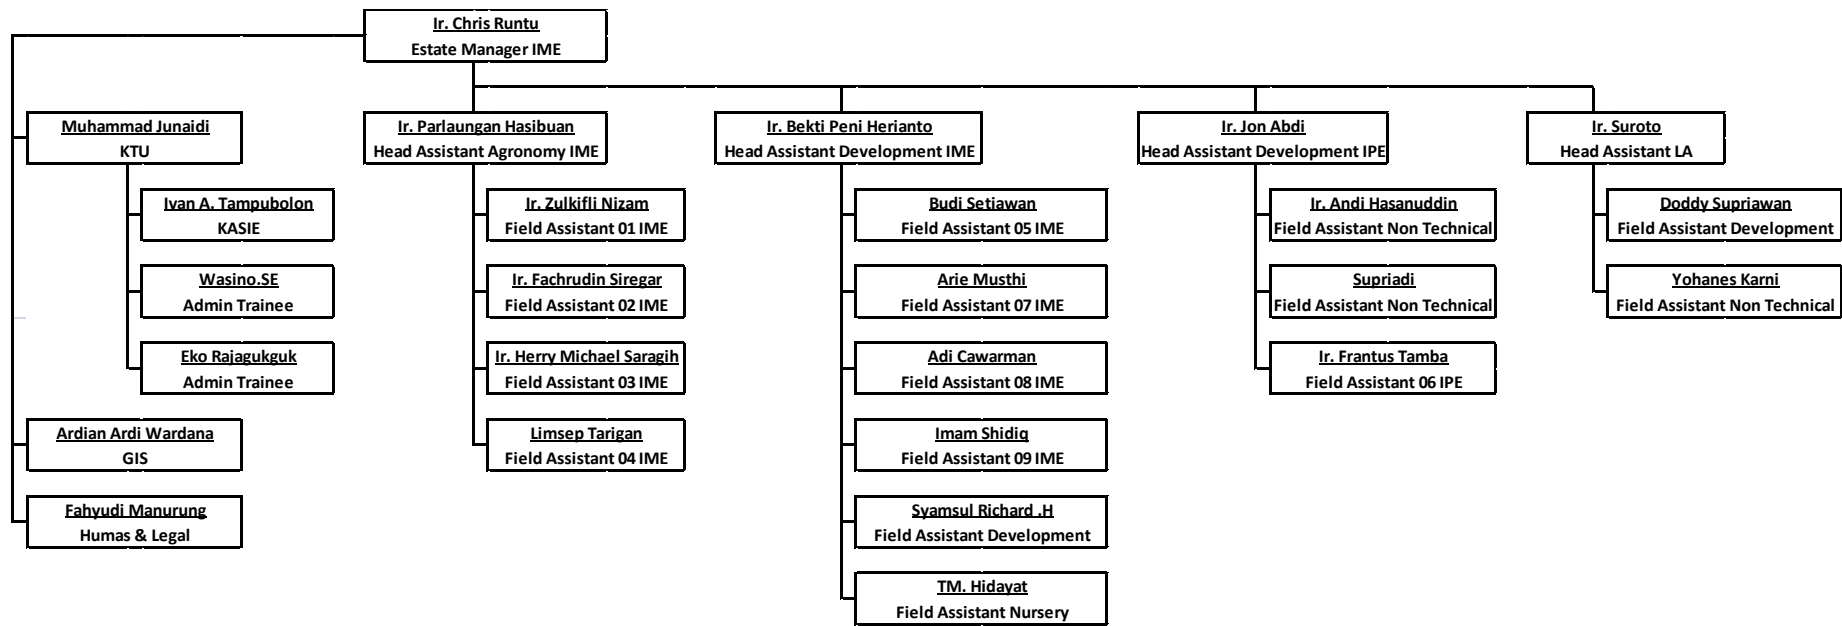 Ir. Chris Runtu
Estate Manager IME
Muhammad Junaidi
KTU
Ivan A. Tampubolon
KASIE
Wasino.SE
Admin Trainee
Eko Rajagukguk
Admin Trainee
Ardian Ardi Wardana
GIS
Fahyudi Manurung
Humas & Legal
Ir. Parlaungan Hasibuan
Head Assistant Agronomy IME
Ir. Zulkifli Nizam
Field Assistant 01 IME
Ir. Fachrudin Siregar
Field Assistant 02 IME
Ir. Herry Michael Saragih
Field Assistant 03 IME
Limsep Tarigan
Field Assistant 04 IME
Ir. Bekti Peni Herianto
Head Assistant Development IME
Budi Setiawan
Field Assistant 05 IME
Arie Musthi
Field Assistant 07 IME
Adi Cawarman
Field Assistant 08 IME
Imam Shidiq
Field Assistant 09 IME
Syamsul Richard .H
Field Assistant Development
TM. Hidayat
Field Assistant Nursery
Ir. Jon Abdi
Head Assistant Development IPE
Ir. Andi Hasanuddin
Field Assistant Non Technical
Supriadi
Field Assistant Non Technical
Ir. Frantus Tamba
Field Assistant 06 IPE
Ir. Suroto
Head Assistant LA
Doddy Supriawan
Field Assistant Development
Yohanes Karni
Field Assistant Non Technical